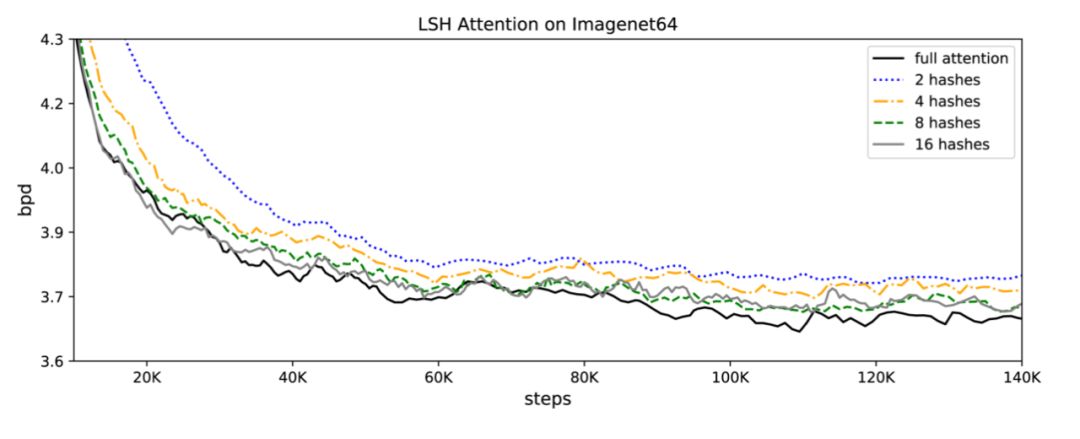 LSH Attention on Imagenet64
4.3
4.2
4.0
3.9
3.7
3.6
bpd
full attention
2 hashes
4 hashes
8 hashes
16 hashes
20K 40K 60K 80K 100K 120K 140K
steps